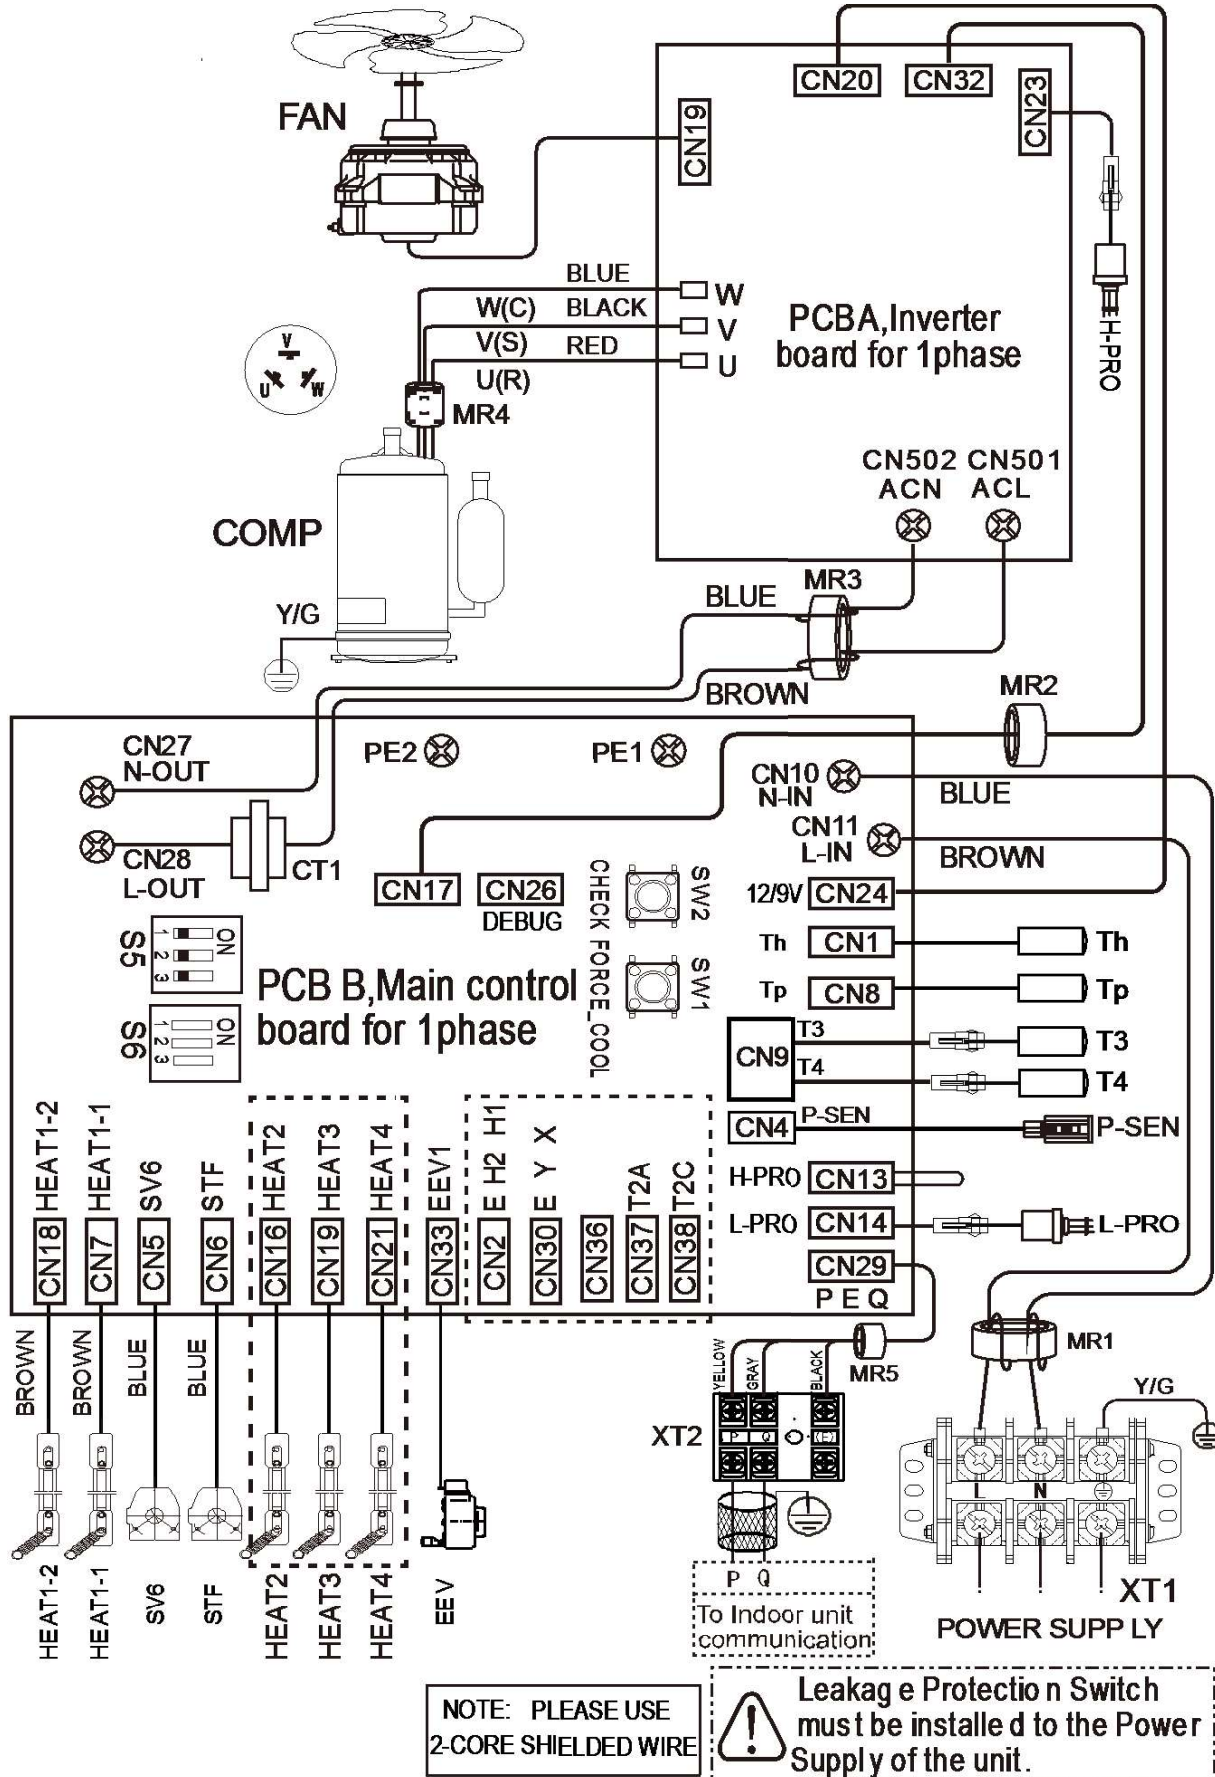 CN20
CN32
CN23
CN19
FAN
H-PRO
BLUE
W
W(C)
BLACK
V
V(S)
RED
U
U(R)
PCBA,Inverter
board for 1phase
V
U
W
MR4
CN502
ACN
CN501
ACL
COMP
Y/G
MR3
BLUE
BROWN
MR2
CN27
N-OUT
PE2
PE1
CN10
N-IN
BLUE
CN11
L-IN
BROWN
CN28
L-OUT
CT1
CN17
CN26
DEBUG
CHECK FORCE_COOL
SW2
SW1
12/9V
CN24
Th
CN1
Th
Tp
CN8
Tp
S5
ON
1
2
3
S6
ON
1
2
3
PCB B,Main control
board for 1phase
CN9
T3
T3
T4
T4
CN4
P-SEN
P-SEN
H-PRO
CN13
L-PRO
CN14
L-PRO
CN29
P E Q
HEAT1-2
HEAT1-1
SV6
STF
HEAT2
HEAT3
HEAT4
EEV1
E H2 H1
E Y X
T2A
T2C
CN18
CN7
CN5
CN6
CN16
CN19
CN21
CN33
CN2
CN30
CN36
CN37
CN38
BROWN
BROWN
BLUE
BLUE
YELLOW
GRAY
BLACK
MR5
MR1
Y/G
XT2
P
Q
(E)
L
N
XT1
POWER SUPP LY
HEAT1-2
HEAT1-1
SV6
STF
HEAT2
HEAT3
HEAT4
EEV
P Q
To Indoor unit
communication
NOTE: PLEASE USE
2-CORE SHIELDED WIRE
Leakag e Protectio n Switch
must be installe d to the Power
Supply of the unit.